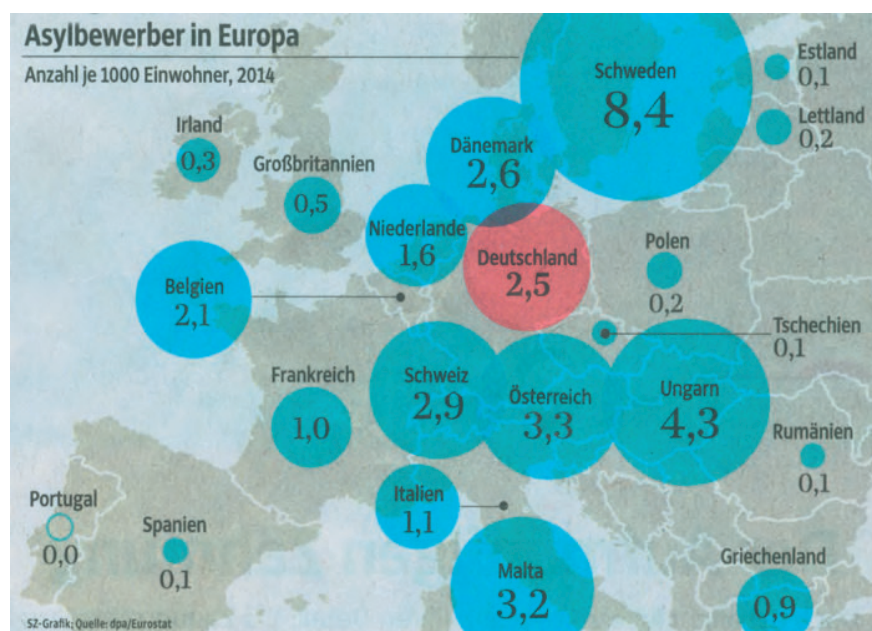 Asylbewerber in Europa
Anzahl je 1000 Einwohner, 2014
Schweden
8,4
Estland
0,1
Lettland
0,2
Irland
0,3
Großbritannien
0,5
Dänemark
2,6
Niederlande
1,6
Deutschland
2,5
Polen
0,2
Belgien
2,1
Tschechien
0,1
Frankreich
1,0
Schweiz
2,9
Österreich
3,3
Ungarn
4,3
Rumänien
0,1
Italien
1,1
Portugal
0,0
Spanien
0,1
Malta
3,2
Griechenland
0,9
SZ-Grafik; Quelle: dpa/Eurostat